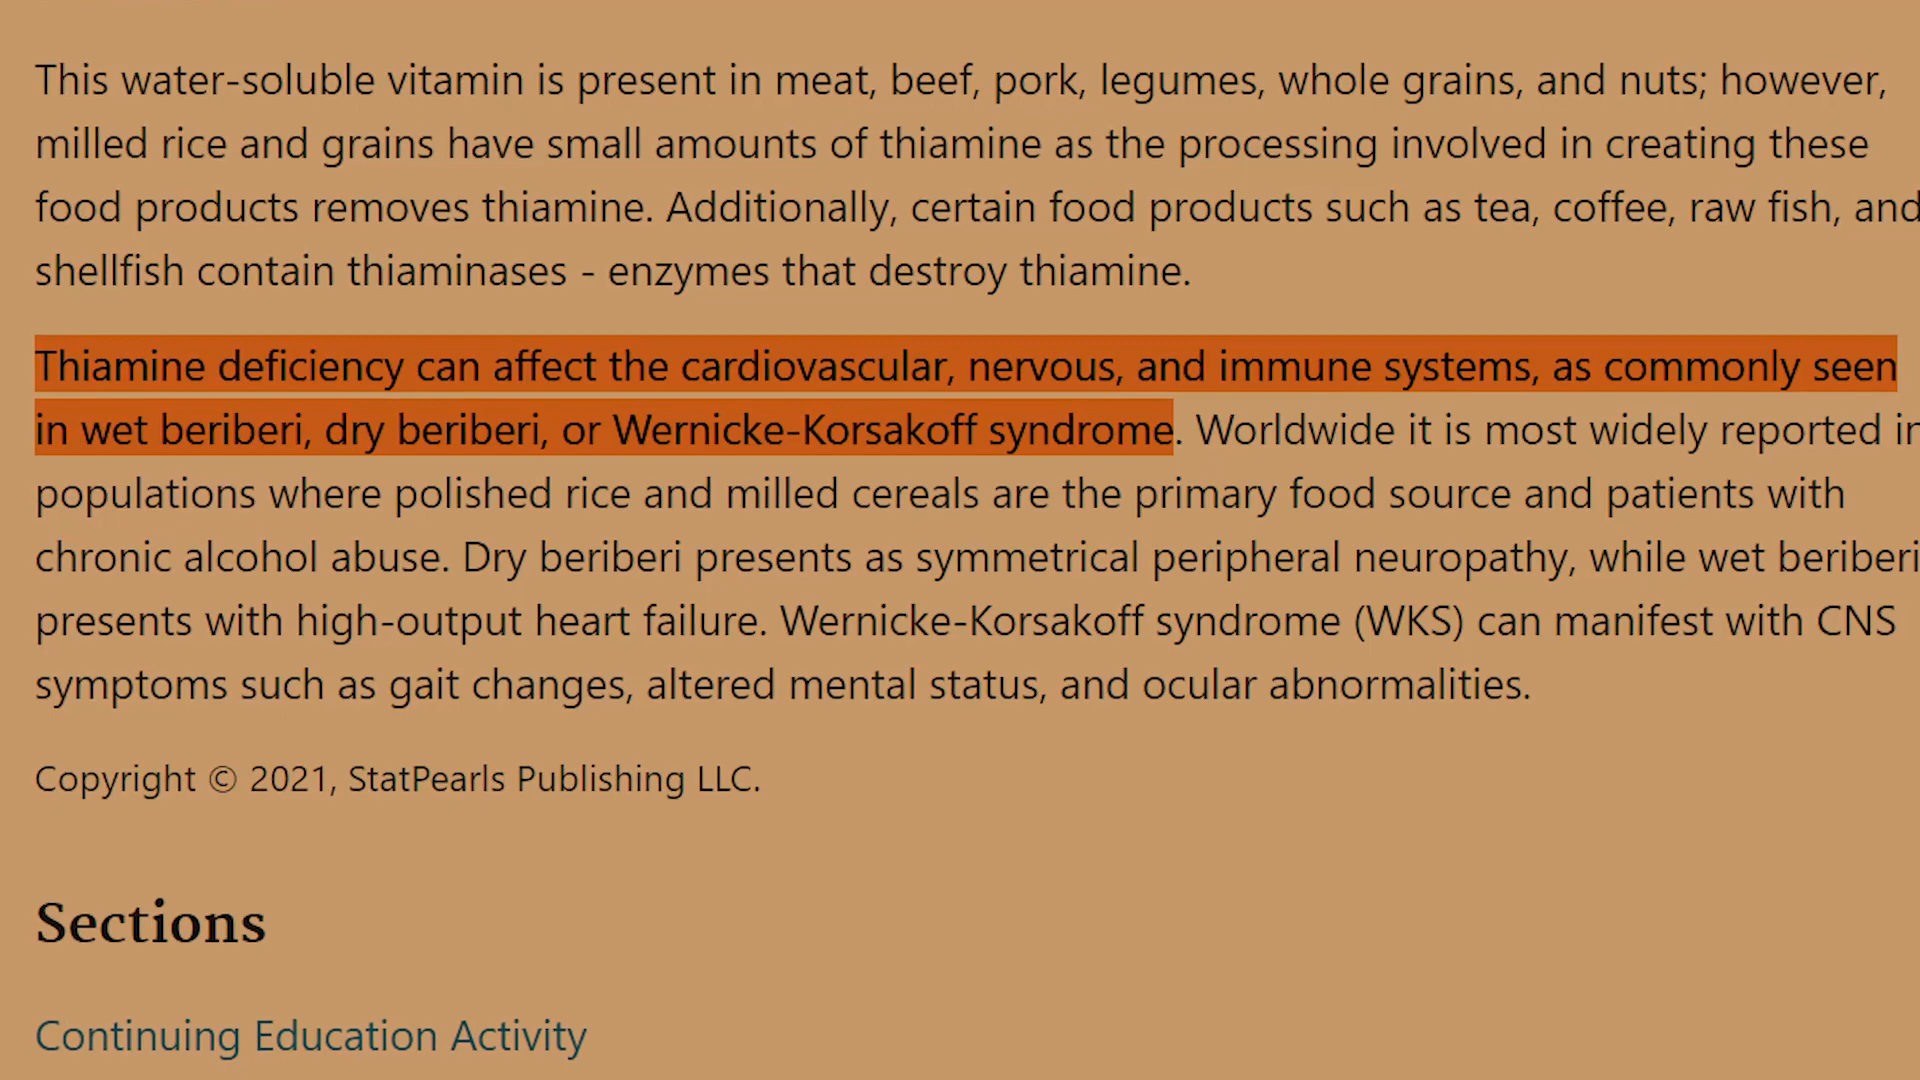 This water-soluble vitamin is present in meat, beef, pork, legumes, whole grains, and nuts; however,
milled rice and grains have small amounts of thiamine as the processing involved in creating these
food products removes thiamine. Additionally, certain food products such as tea, coffee, raw fish, and
shellfish contain thiaminases - enzymes that destroy thiamine.
Thiamine deficiency can affect the cardiovascular, nervous, and immune systems, as commonly seen
in wet beriberi, dry beriberi, or Wernicke-Korsakoff syndrome. Worldwide it is most widely reported in
populations where polished rice and milled cereals are the primary food source and patients with
chronic alcohol abuse. Dry beriberi presents as symmetrical peripheral neuropathy, while wet beriberi
presents with high-output heart failure. Wernicke-Korsakoff syndrome (WKS) can manifest with CNS
symptoms such as gait changes, altered mental status, and ocular abnormalities.
Copyright © 2021, StatPearls Publishing LLC.
Sections
Continuing Education Activity